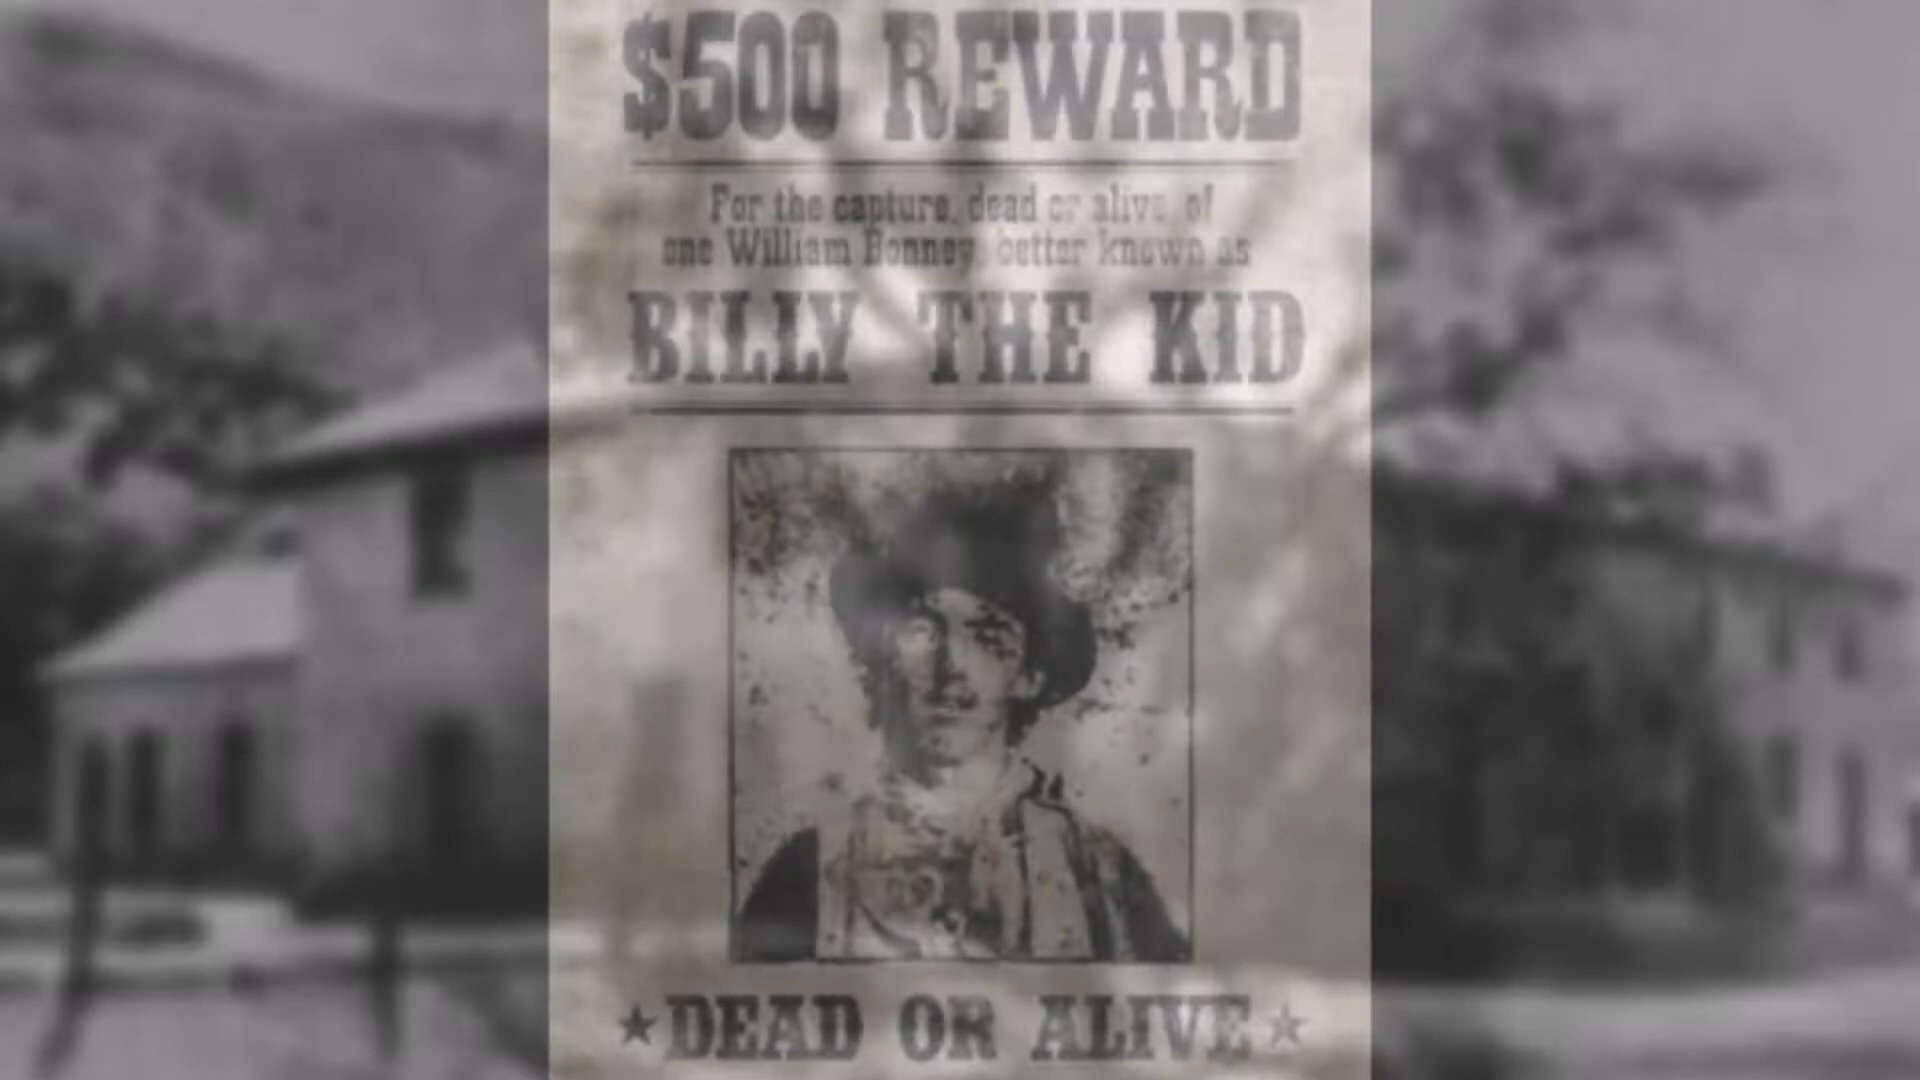 $500 REWARD
For the capture, dead or alive, of
one William Bonney, better known as
BILLY THE KID
★DEAD OR ALIVE★